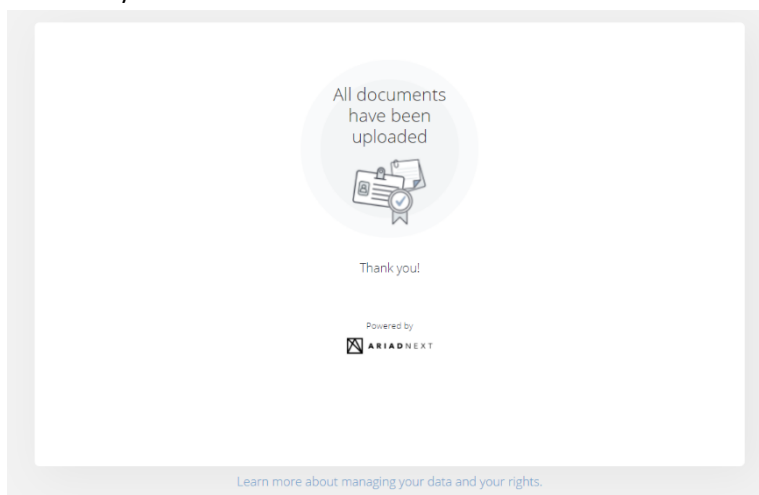 All documents
have been
uploaded
Thank you!
Powered by
ARIADNEXT
Learn more about managing your data and your rights.